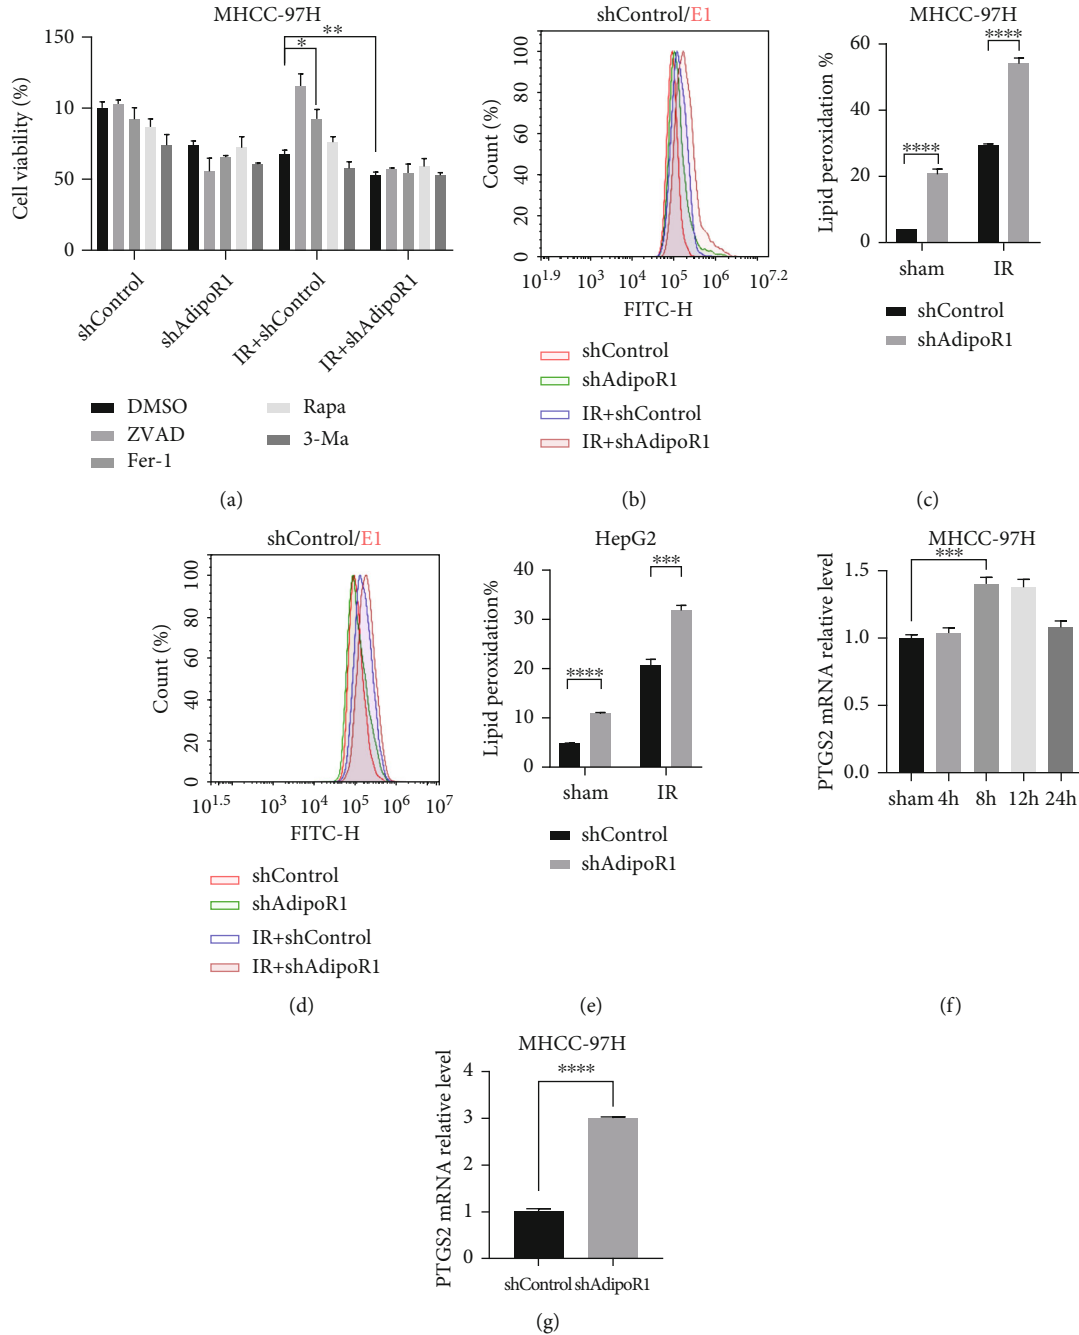 MHCC-97H
Cell viability (%)
150
100
50
0
**
*
shControl
shAdipoR1
IR+shControl
IR+shAdipoR1
DMSO
ZVAD
Fer-1
Rapa
3-Ma
(a)
shControl/E1
Count (%)
100
80
60
40
20
0
10^1.9 10^3 10^4 10^5 10^6 10^7.2
FITC-H
shControl
shAdipoR1
IR+shControl
IR+shAdipoR1
(b)
MHCC-97H
Lipid peroxidation %
60
40
20
0
****
****
sham IR
shControl
shAdipoR1
(c)
shControl/E1
Count (%)
100
80
60
40
20
0
10^1.5 10^3 10^4 10^5 10^6 10^7
FITC-H
shControl
shAdipoR1
IR+shControl
IR+shAdipoR1
(d)
HepG2
Lipid peroxidation%
40
30
20
10
0
****
***
sham IR
shControl
shAdipoR1
(e)
MHCC-97H
PTGS2 mRNA relative level
1.5
1.0
0.5
0.0
***
sham 4h 8h 12h 24h
(f)
MHCC-97H
PTGS2 mRNA relative level
4
3
2
1
0
****
shControl shAdipoR1
(g)